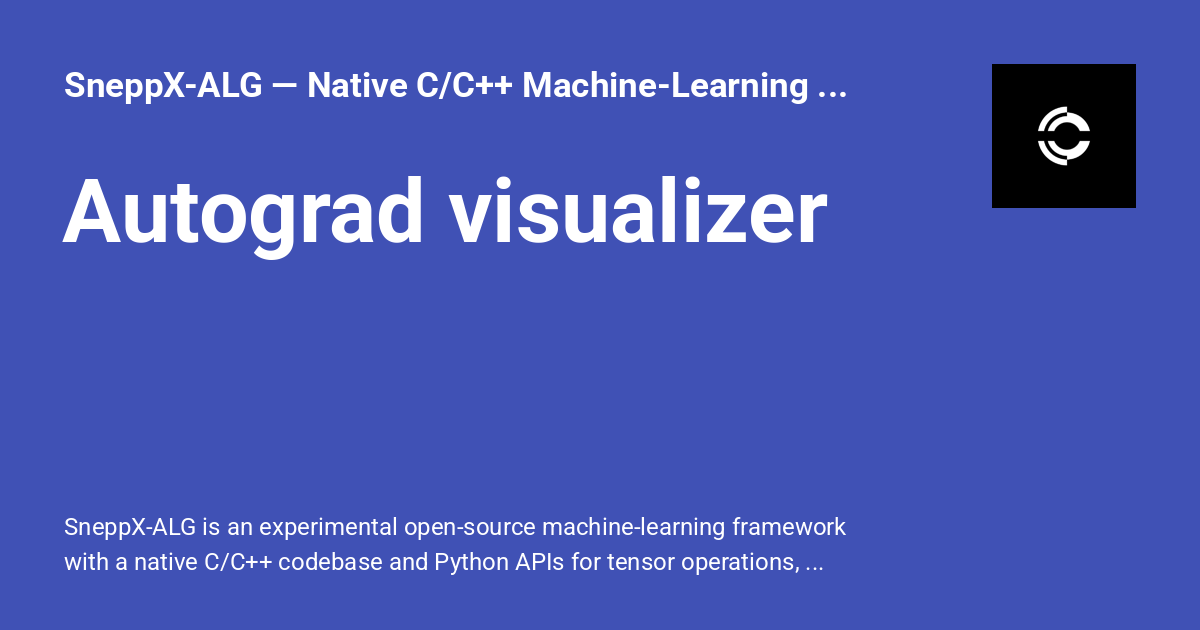 SneppX-ALG — Native C/C++ Machine-Learning ...
Autograd visualizer
SneppX-ALG is an experimental open-source machine-learning framework
with a native C/C++ codebase and Python APIs for tensor operations, ...